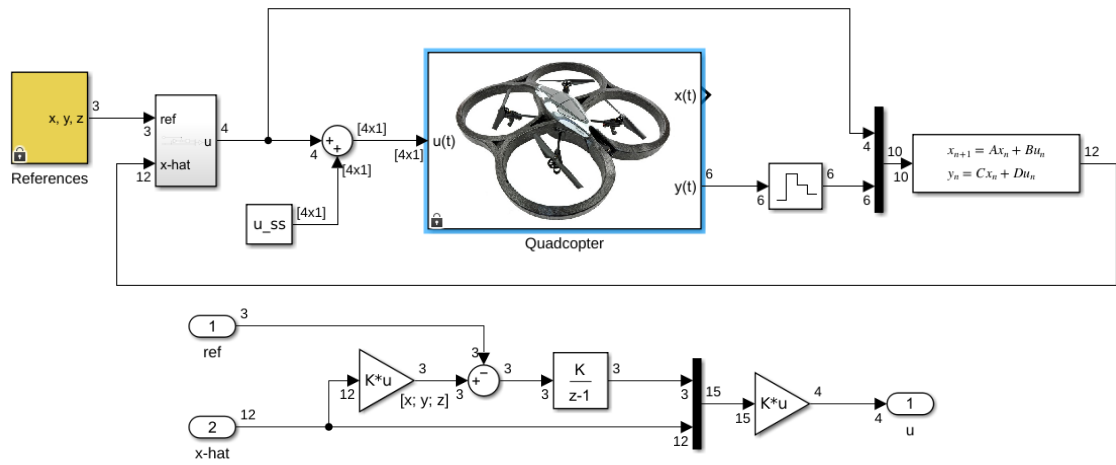 x, y, z
3
References
ref
3
x-hat
12
u
4
+
+
4
[4x1]
[4x1]
[4x1]
u_ss
[4x1]
u(t)
x(t)
y(t)
Quadcopter
6
6
6
4
6
10
10
x_{n+1} = Ax_n + Bu_n
y_n = Cx_n + Du_n
12
1
3
ref
K*u
12
3
[x; y; z]
3
−
+
3
3
3
K
z-1
3
3
12
15
15
K*u
4
4
1
u
2
12
x-hat